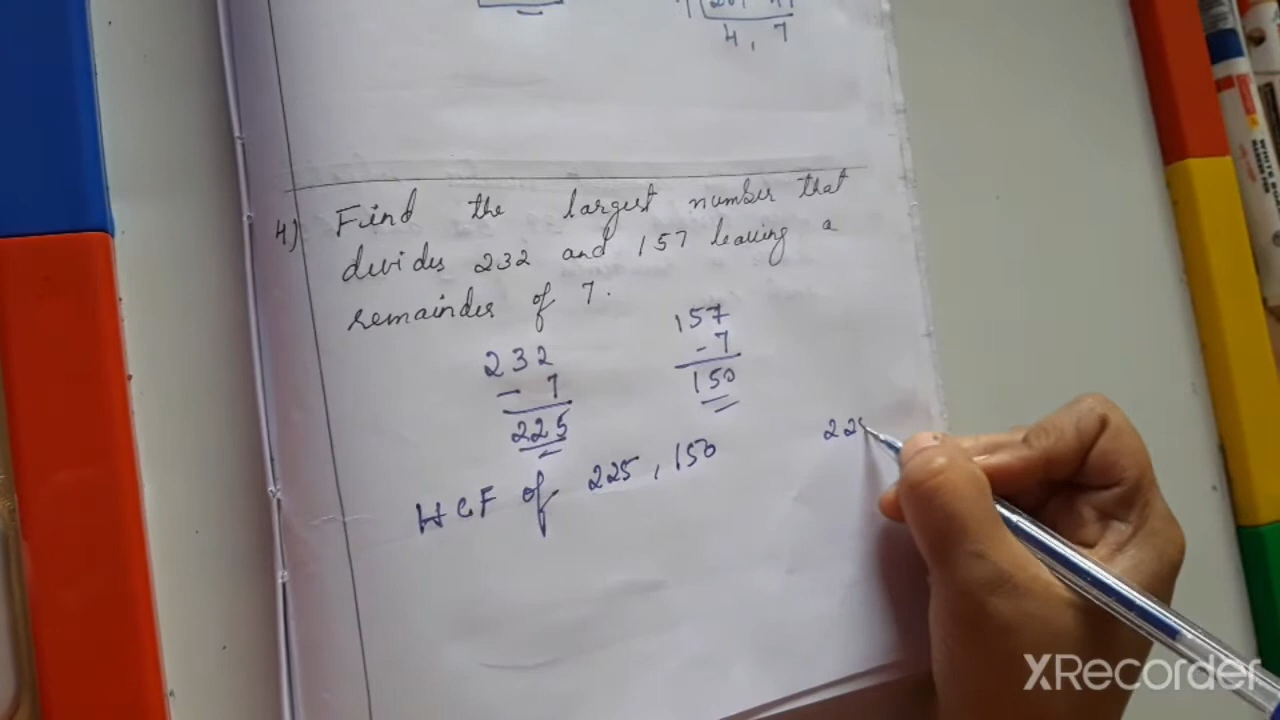 4, 7
4) Find the largest number that
divides 232 and 157 leaving a
remainder of 7.
232
- 7
225
157
- 7
150
HCF of 225, 150
225
XRecorder